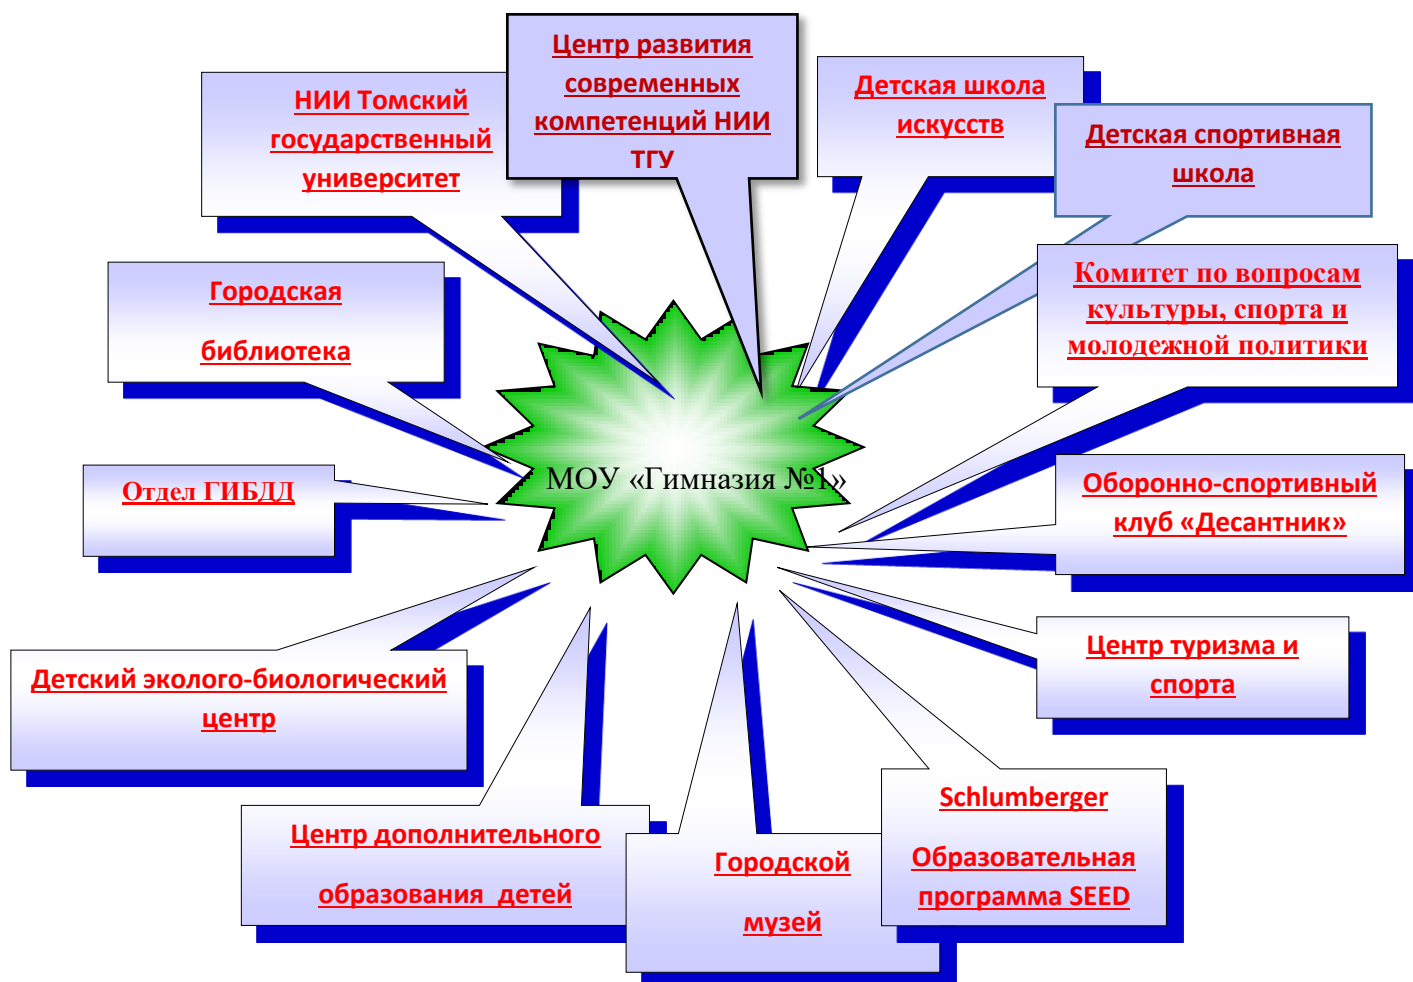 Центр развития
современных
компетенций НИИ
ТГУ
НИИ Томский
государственный
университет
Детская школа
искусств
Детская спортивная
школа
Городская
библиотека
Комитет по вопросам
культуры, спорта и
молодежной политики
МОУ «Гимназия №1»
Отдел ГИБДД
Оборонно-спортивный
клуб «Десантник»
Детский эколого-биологический
центр
Центр туризма и
спорта
Центр дополнительного
образования детей
Городской
музей
Schlumberger
Образовательная
программа SEED